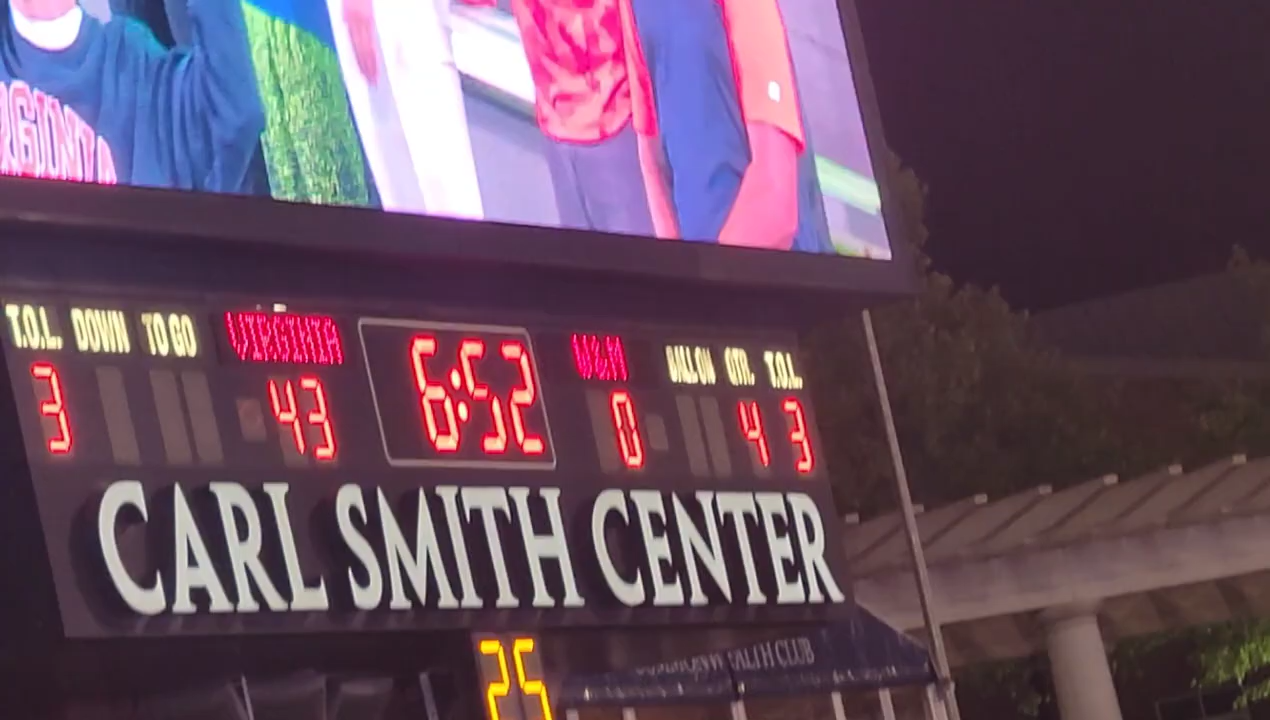 T.O.L. DOWN TO GO VIRGINIA 6:52 W&M BALL ON QTR. T.O.L.
3 43 0 4 3
CARL SMITH CENTER
25